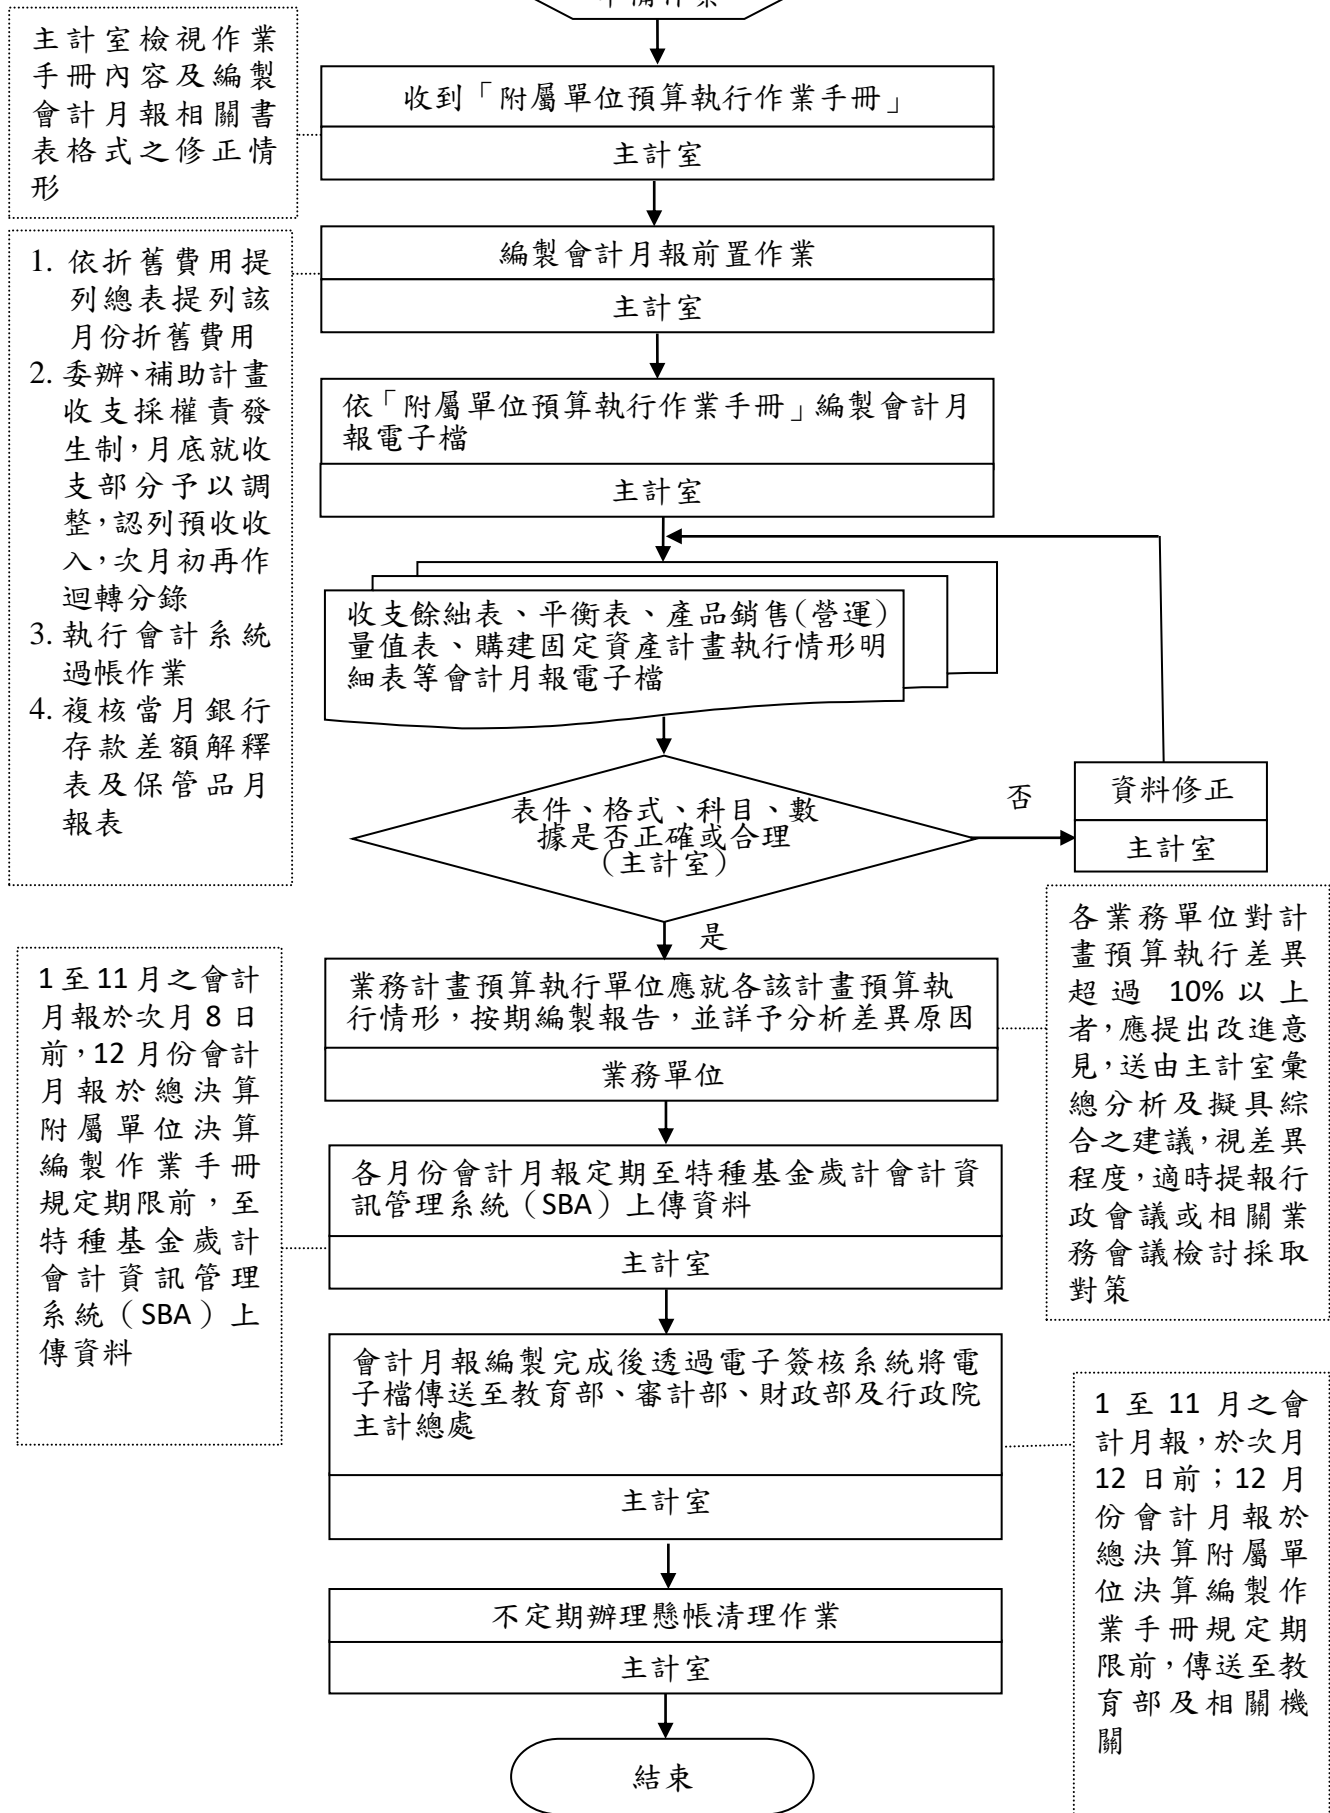 準備作業
主計室檢視作業
手冊內容及編製
會計月報相關書
表格式之修正情
形
收到「附屬單位預算執行作業手冊」
主計室
編製會計月報前置作業
主計室
1. 依折舊費用提
列總表提列該
月份折舊費用
2. 委辦、補助計畫
收支採權責發
生制，月底就收
支部分予以調
整，認列預收收
入，次月初再作
迴轉分錄
3. 執行會計系統
過帳作業
4. 複核當月銀行
存款差額解釋
表及保管品月
報表
依「附屬單位預算執行作業手冊」編製會計月
報電子檔
主計室
收支餘絀表、平衡表、產品銷售(營運)
量值表、購建固定資產計畫執行情形明
細表等會計月報電子檔
表件、格式、科目、數
據是否正確或合理
（主計室）
否
資料修正
主計室
是
業務計畫預算執行單位應就各該計畫預算執
行情形，按期編製報告，並詳予分析差異原因
業務單位
各業務單位對計
畫預算執行差異
超過 10%以上
者，應提出改進意
見，送由主計室彙
總分析及擬具綜
合之建議，視差異
程度，適時提報行
政會議或相關業
務會議檢討採取
對策
1 至 11 月之會計
月報於次月 8 日
前，12 月份會計
月報於總決算
附屬單位決算
編製作業手冊
規定期限前，至
特種基金歲計
會計資訊管理
系統（SBA）上
傳資料
各月份會計月報定期至特種基金歲計會計資
訊管理系統（SBA）上傳資料
主計室
會計月報編製完成後透過電子簽核系統將電
子檔傳送至教育部、審計部、財政部及行政院
主計總處
主計室
1 至 11 月之會
計月報，於次月
12 日前；12 月
份會計月報於
總決算附屬單
位決算編製作
業手冊規定期
限前，傳送至教
育部及相關機
關
不定期辦理懸帳清理作業
主計室
結束